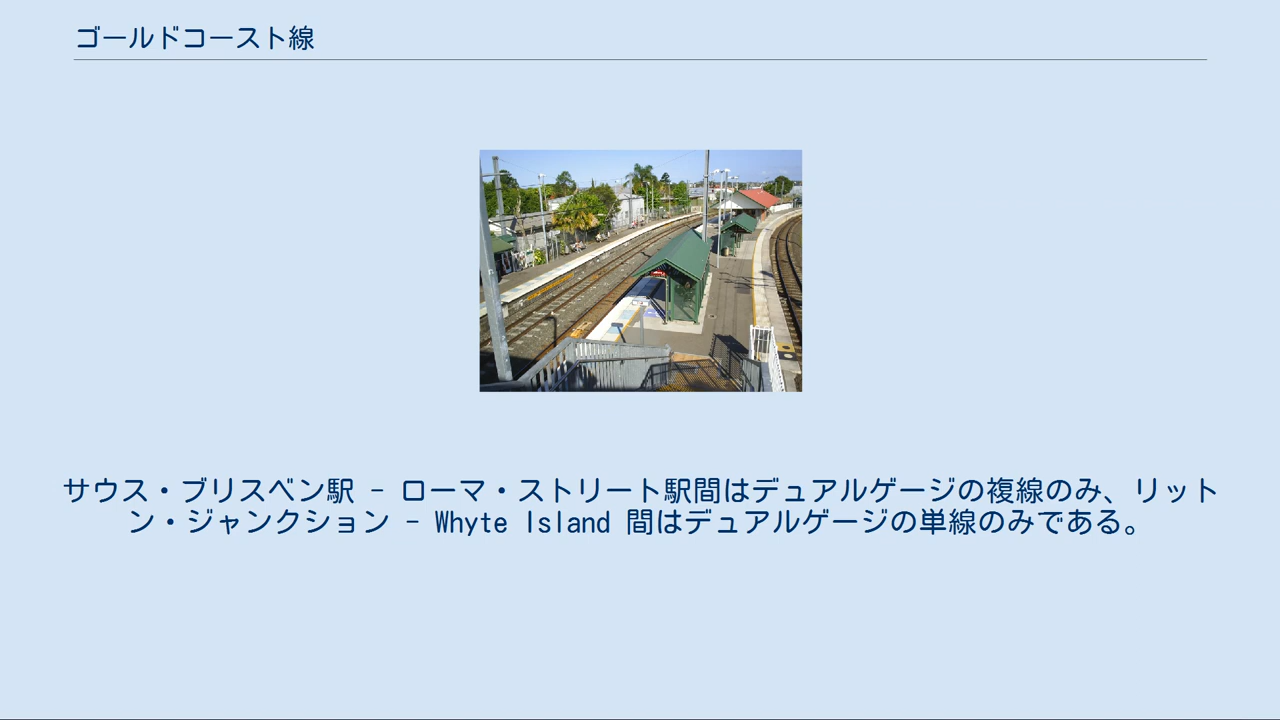 ゴールドコースト線
サウス・ブリスベン駅 - ローマ・ストリート駅間はデュアルゲージの複線のみ、リット
ン・ジャンクション - Whyte Island 間はデュアルゲージの単線のみである。